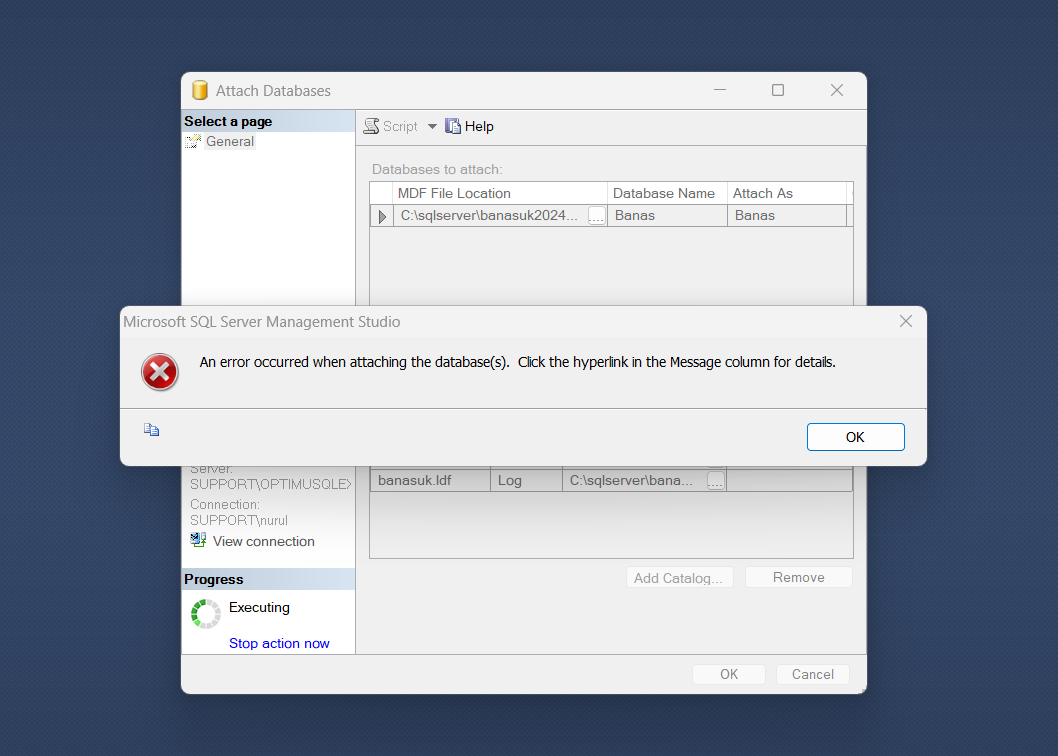 Attach Databases
Select a page
General
Script
Help
Databases to attach:
MDF File Location Database Name Attach As
C:\sqlserver\banasuk2024... ... Banas Banas
Microsoft SQL Server Management Studio
An error occurred when attaching the database(s). Click the hyperlink in the Message column for details.
OK
banasuk.ldf Log C:\sqlserver\bana... ...
Server:
SUPPORT\OPTIMUSQLE
Connection:
SUPPORT\nurul
View connection
Add Catalog... Remove
Progress
Executing
Stop action now
OK Cancel